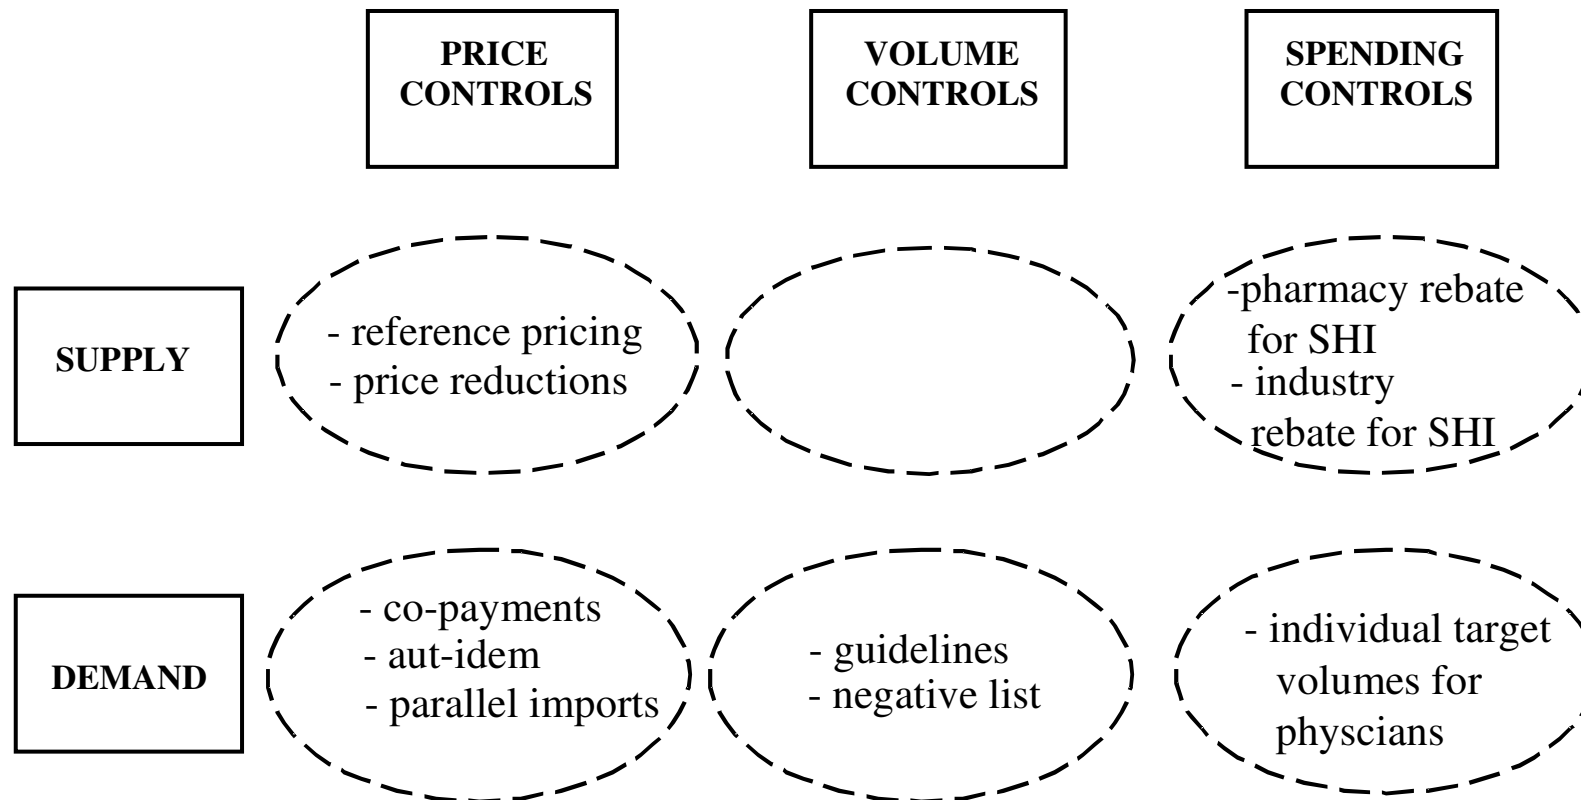 PRICE
CONTROLS
VOLUME
CONTROLS
SPENDING
CONTROLS
SUPPLY
- reference pricing
- price reductions
-pharmacy rebate
for SHI
- industry
rebate for SHI
DEMAND
- co-payments
- aut-idem
- parallel imports
- guidelines
- negative list
- individual target
volumes for
physcians